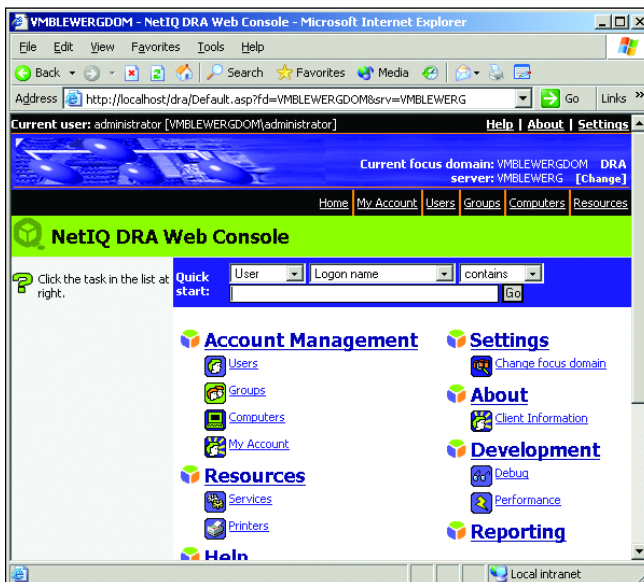 VMBLEWERGDOM - NetIQ DRA Web Console - Microsoft Internet Explorer
File Edit View Favorites Tools Help
Back Search Favorites Media
Address http://localhost/dra/Default.asp?fd=VMBLEWERGDOM&srv=VMBLEWERG Go Links »
Current user: administrator [VMBLEWERGDOM\administrator] Help | About | Settings
Current focus domain: VMBLEWERGDOM DRA
server: VMBLEWERG [Change]
Home My Account Users Groups Computers Resources
NetIQ DRA Web Console
Click the task in the list at
right.
Quick
start:
User Logon name contains
Go
Account Management
Users
Groups
Computers
My Account
Resources
Services
Printers
Help
Settings
Change focus domain
About
Client Information
Development
Debug
Performance
Reporting
Local intranet